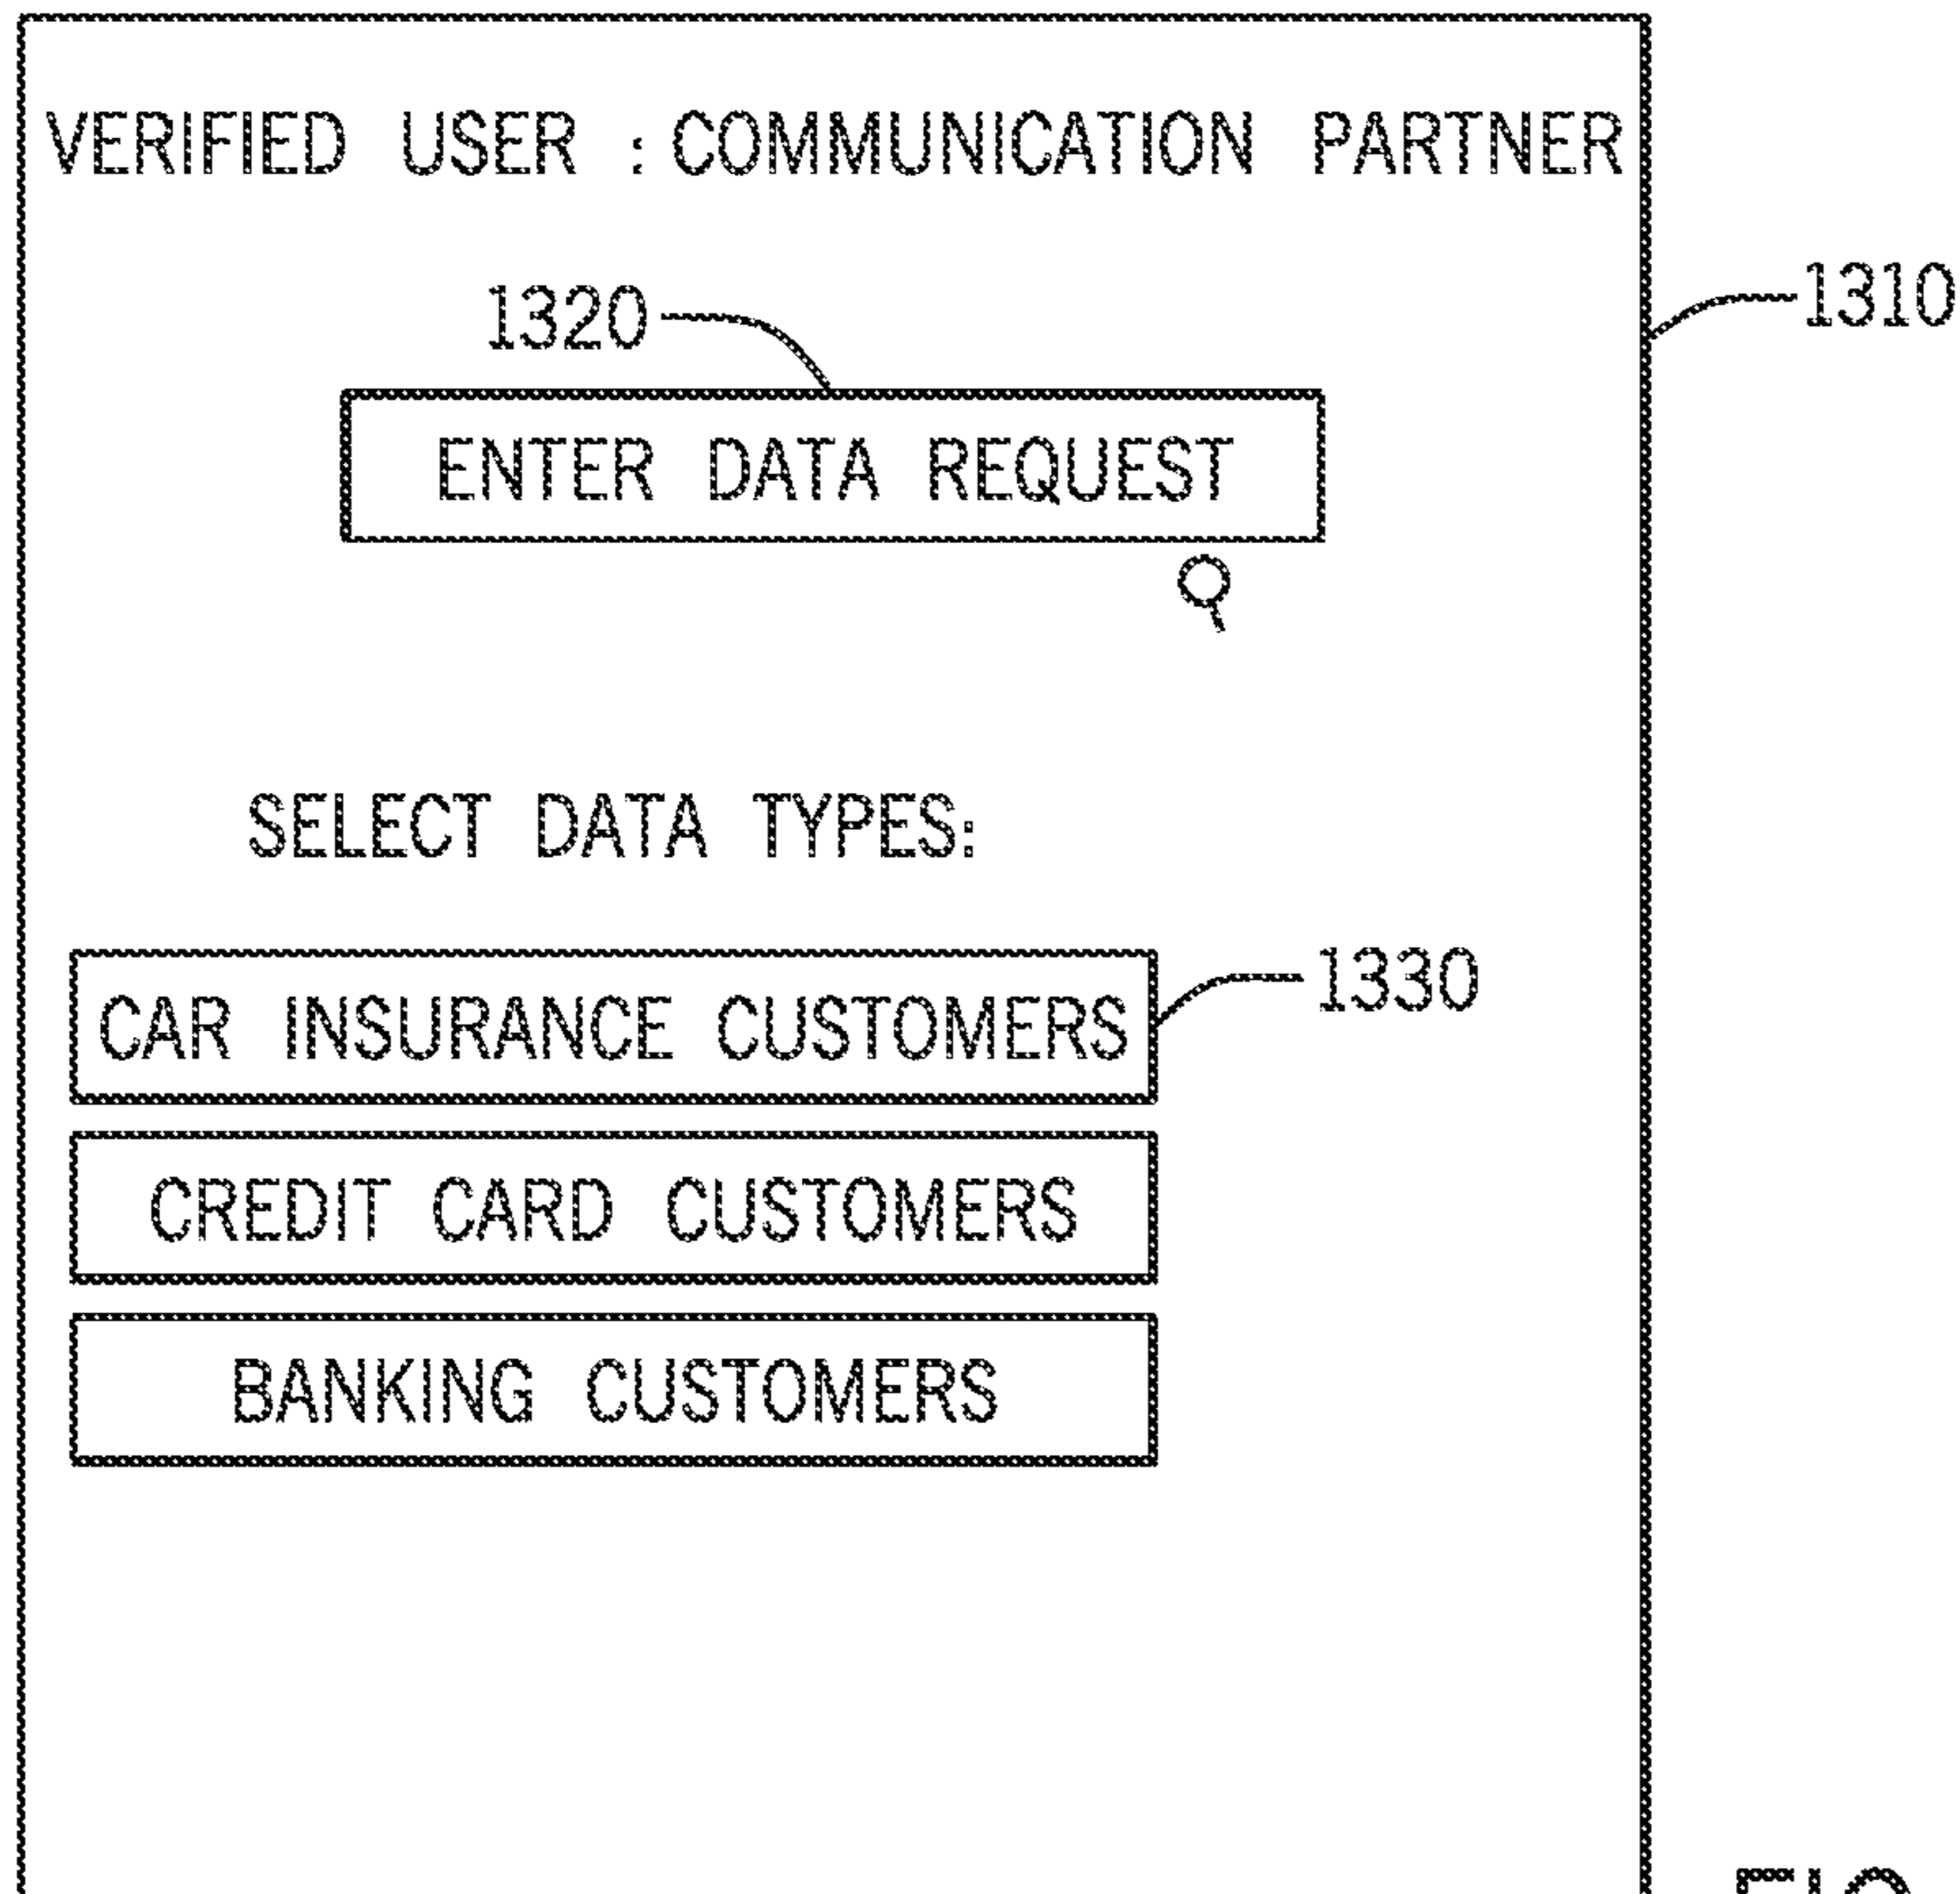 VERIFIED USER : COMMUNICATION PARTNER
1310
1320
ENTER DATA REQUEST
SELECT DATA TYPES:
CAR INSURANCE CUSTOMERS
1330
CREDIT CARD CUSTOMERS
BANKING CUSTOMERS